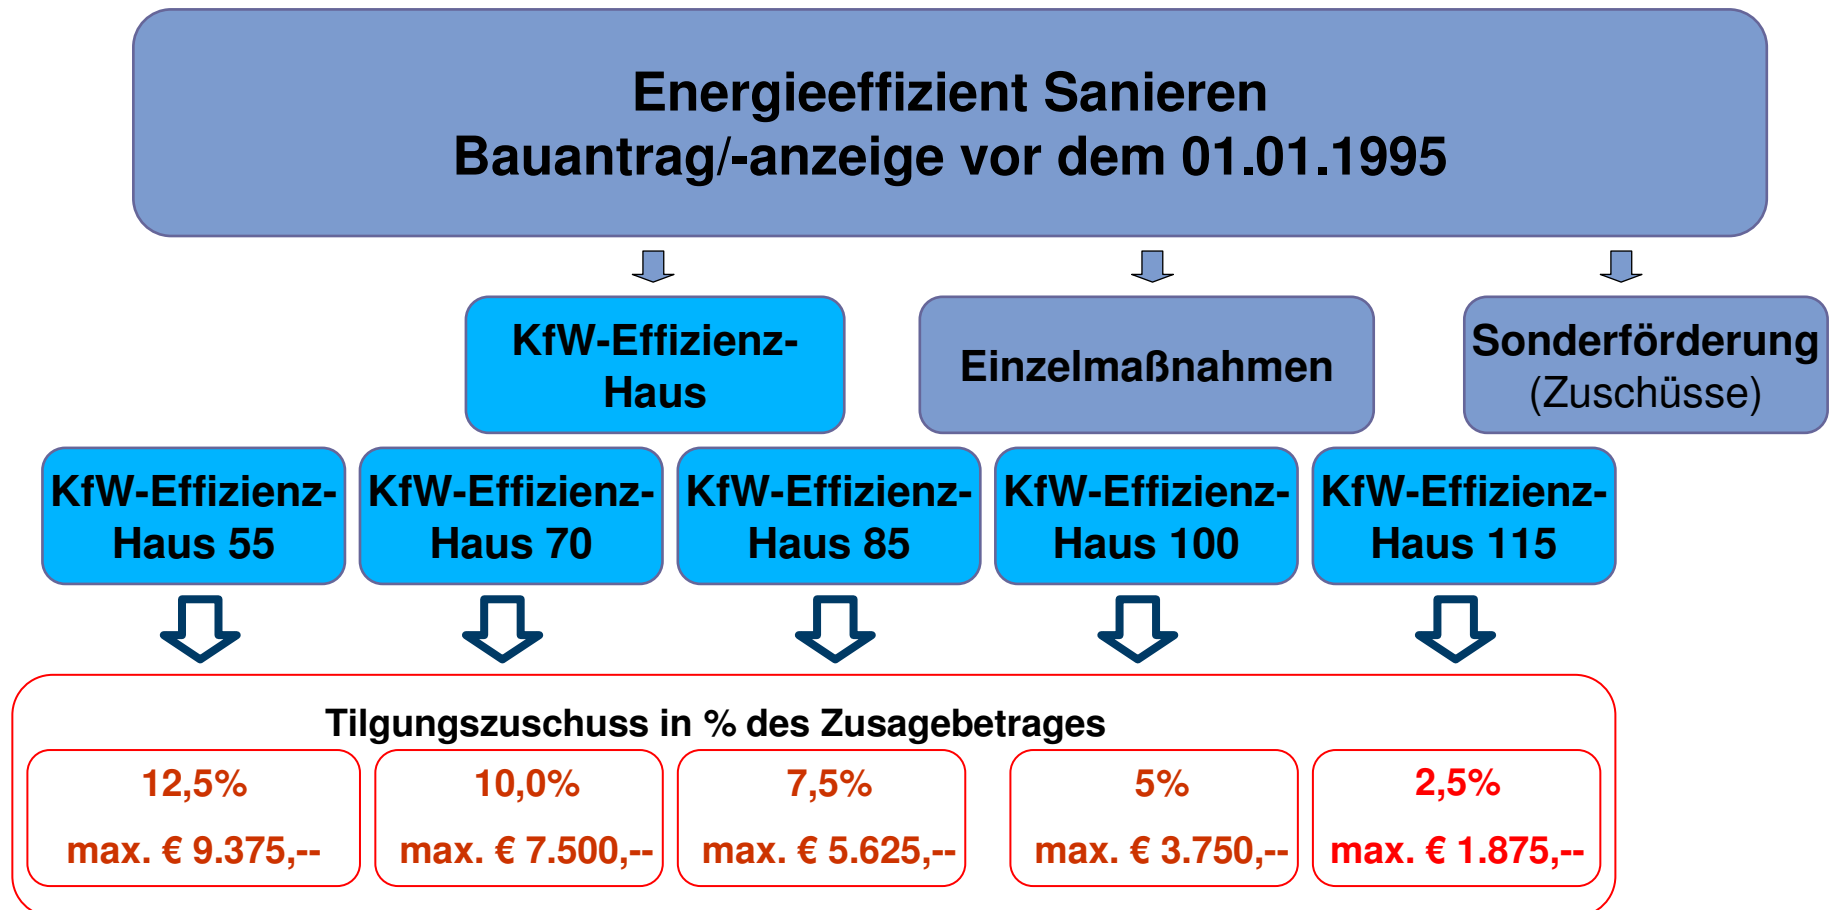 Energieeffizient Sanieren
Bauantrag/-anzeige vor dem 01.01.1995
KfW-Effizienz-
Haus
Einzelmaßnahmen
Sonderförderung
(Zuschüsse)
KfW-Effizienz-
Haus 55
KfW-Effizienz-
Haus 70
KfW-Effizienz-
Haus 85
KfW-Effizienz-
Haus 100
KfW-Effizienz-
Haus 115
Tilgungszuschuss in % des Zusagebetrages
12,5%
max. € 9.375,--
10,0%
max. € 7.500,--
7,5%
max. € 5.625,--
5%
max. € 3.750,--
2,5%
max. € 1.875,--